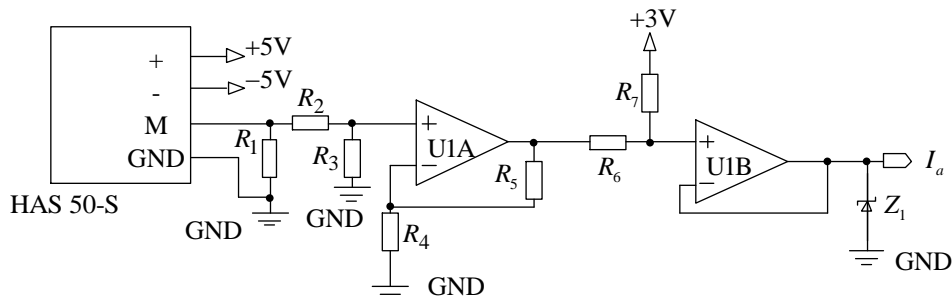 +3V
+5V
−5V
+
-
M
GND
HAS 50-S
R1
R2
R3
GND
GND
+
−
U1A
R4
GND
R5
R6
R7
+
−
U1B
Ia
Z1
GND